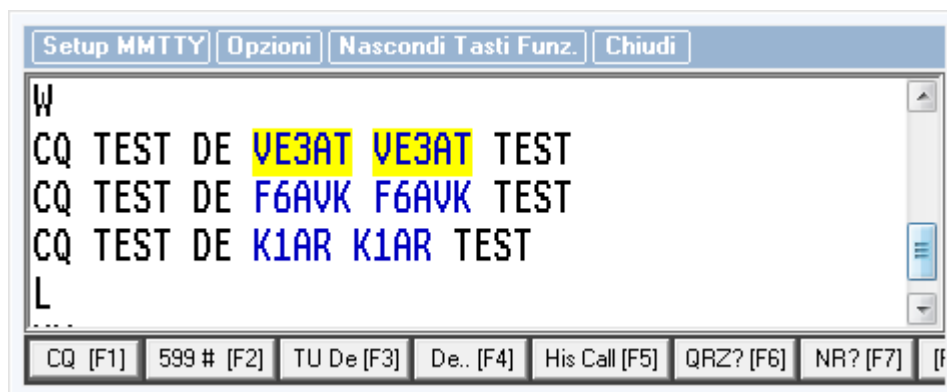 Setup MMTTY Opzioni Nascondi Tasti Funz. Chiudi
W
CQ TEST DE VE3AT VE3AT TEST
CQ TEST DE F6AVK F6AVK TEST
CQ TEST DE K1AR K1AR TEST
L
CQ [F1] 599 # [F2] TU De [F3] De.. [F4] His Call [F5] QRZ? [F6] NR? [F7]